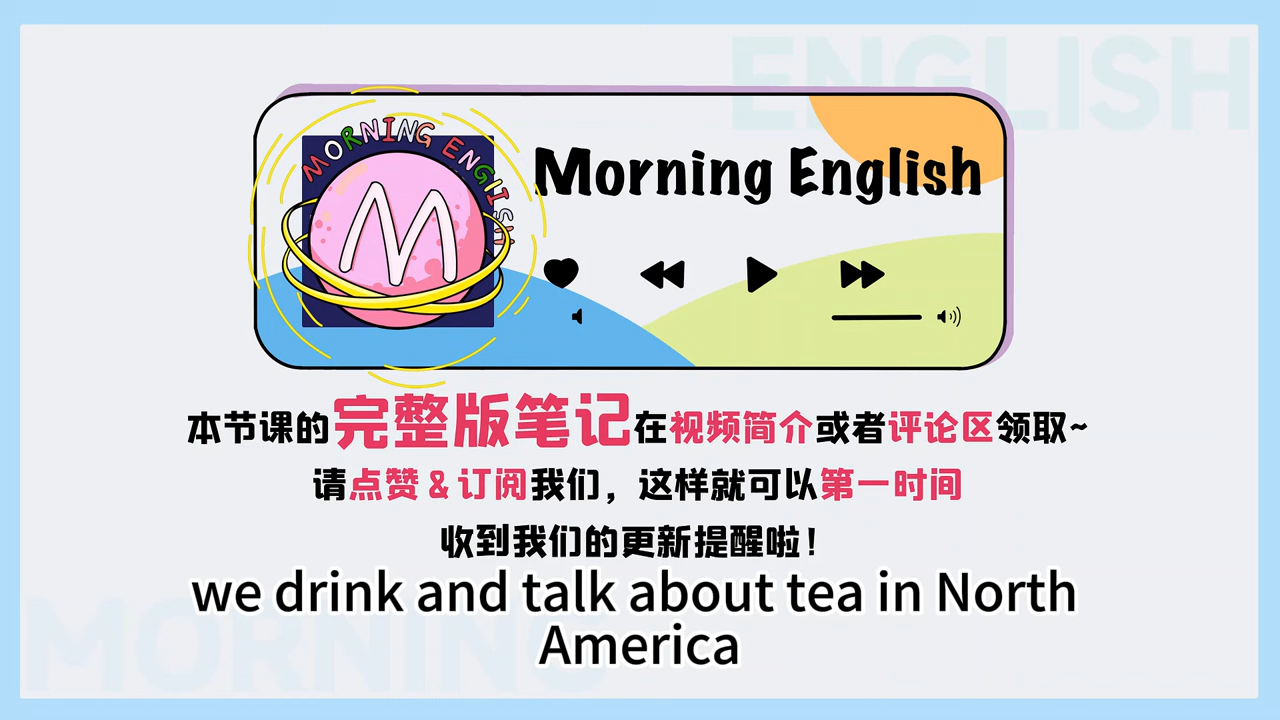 ENGLISH
MORNING ENGLISH
M
Morning English
本节课的完整版笔记在视频简介或者评论区领取~
请点赞 & 订阅我们，这样就可以第一时间
收到我们的更新提醒啦！
we drink and talk about tea in North
America
MORNING